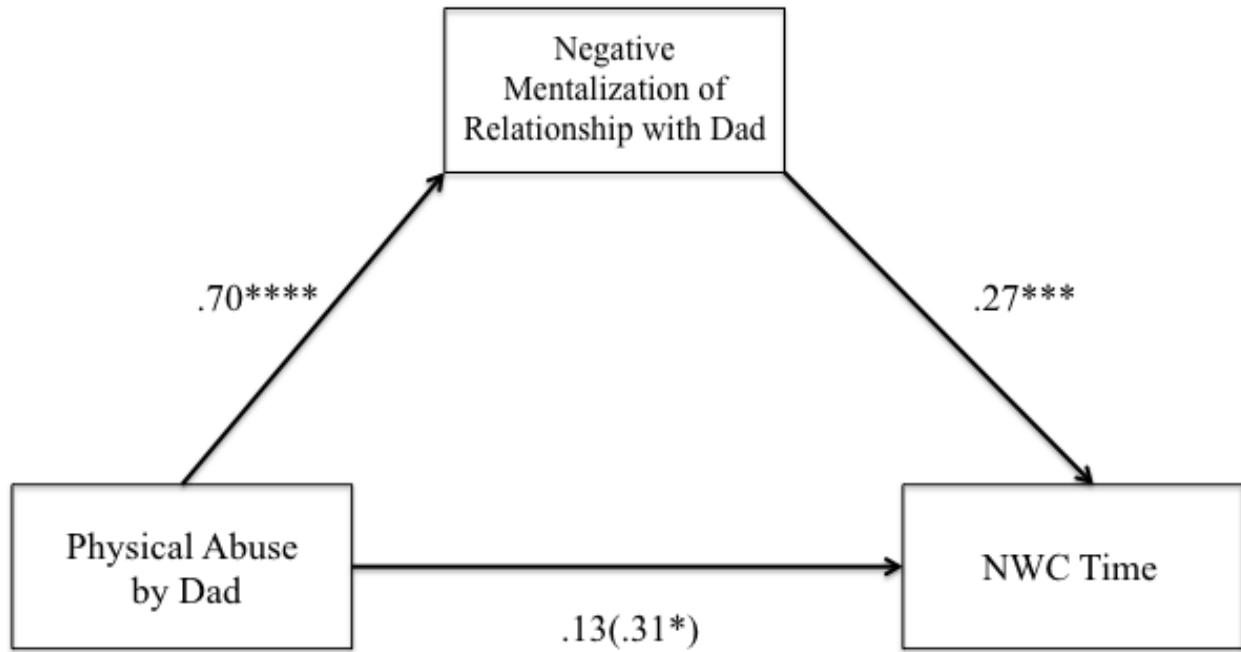 Negative
Mentalization of
Relationship with Dad
.70****
.27***
Physical Abuse
by Dad
NWC Time
.13(.31*)